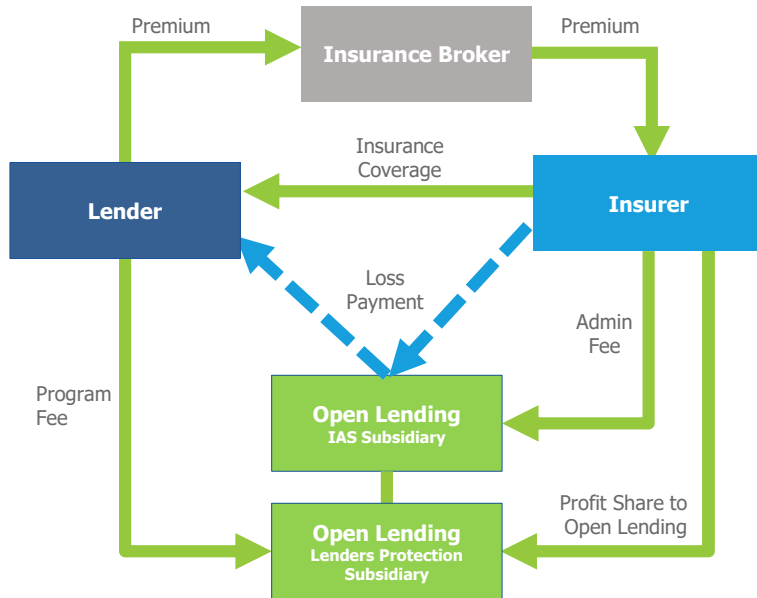 Premium
Premium
Insurance Broker
Insurance
Coverage
Lender
Insurer
Loss
Payment
Admin
Fee
Program
Fee
Open Lending
IAS Subsidiary
Profit Share to
Open Lending
Open Lending
Lenders Protection
Subsidiary